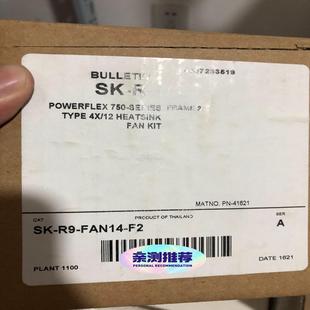 BULLETIN
SK-R
POWERFLEX 750-SERIES FRAME 2
TYPE 4X/12 HEATSINK
FAN KIT
MATNO. PN-41621
CAT
PRODUCT OF THAILAND
SER
SK-R9-FAN14-F2
A
亲测推荐
PERSONAL RECOMMENDATION
PLANT 1100
DATE 1621